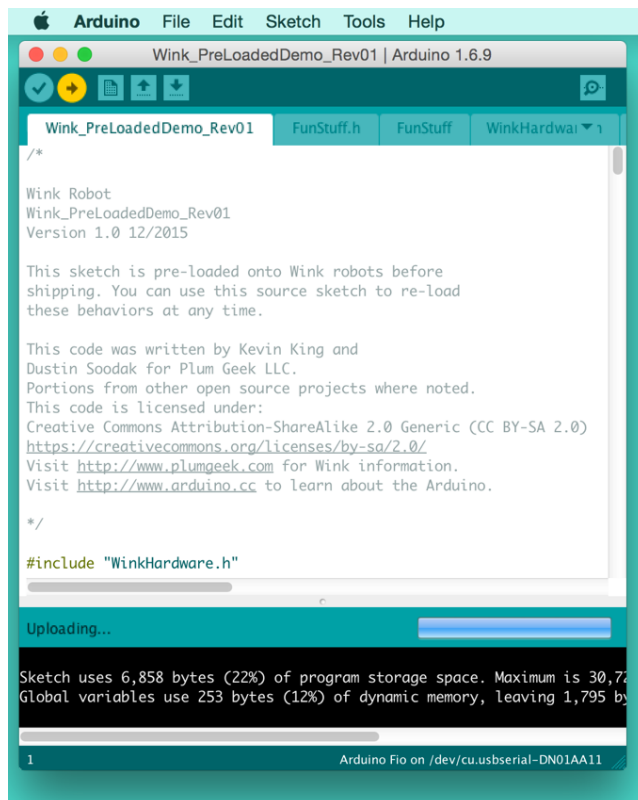 Arduino File Edit Sketch Tools Help
Wink_PreLoadedDemo_Rev01 | Arduino 1.6.9
Wink_PreLoadedDemo_Rev01 FunStuff.h FunStuff
/*
Wink Robot
Wink_PreLoadedDemo_Rev01
Version 1.0 12/2015
This sketch is pre-loaded onto Wink robots before
shipping. You can use this source sketch to re-load
these behaviors at any time.
This code was written by Kevin King and
Dustin Soodak for Plum Geek LLC.
Portions from other open source projects where noted.
This code is licensed under:
Creative Commons Attribution-ShareAlike 2.0 Generic (CC BY-SA 2.0)
https://creativecommons.org/licenses/by-sa/2.0/
Visit http://www.plumgeek.com for Wink information.
Visit http://www.arduino.cc to learn about the Arduino.
*/
#include "WinkHardware.h"
Uploading...
Sketch uses 6,858 bytes (22%) of program storage space. Maximum is 30,72
Global variables use 253 bytes (12%) of dynamic memory, leaving 1,795 by
1 Arduino Fio on /dev/cu.usbserial-DN01AA11